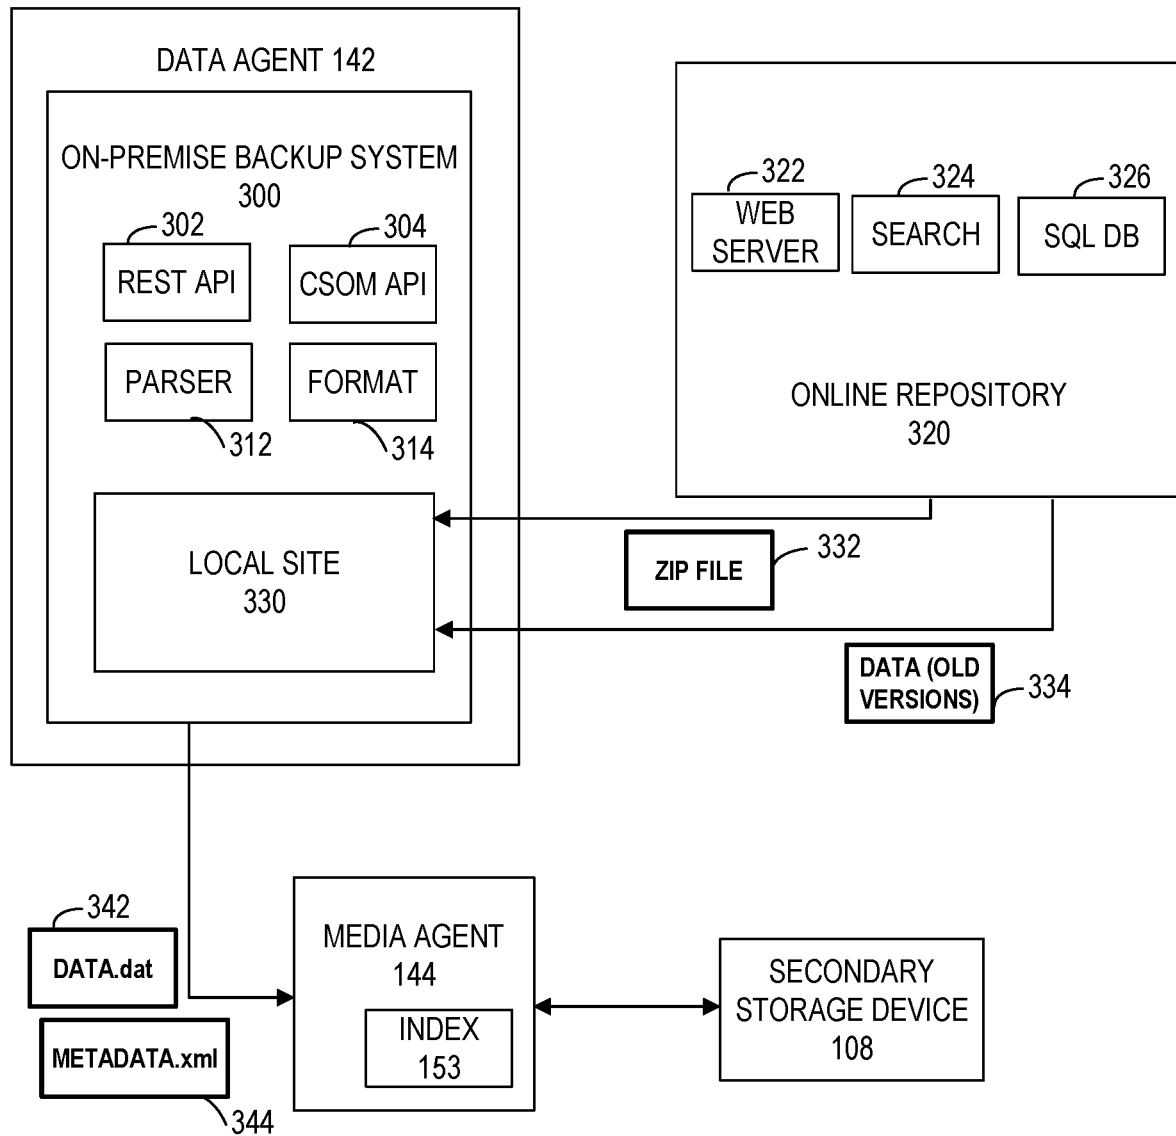 DATA AGENT 142
ON-PREMISE BACKUP SYSTEM
300
302
304
REST API
CSOM API
PARSER
FORMAT
312
314
LOCAL SITE
330
322
324
326
WEB
SERVER
SEARCH
SQL DB
ONLINE REPOSITORY
320
ZIP FILE
332
DATA (OLD
VERSIONS)
334
342
DATA.dat
METADATA.xml
344
MEDIA AGENT
144
INDEX
153
SECONDARY
STORAGE DEVICE
108